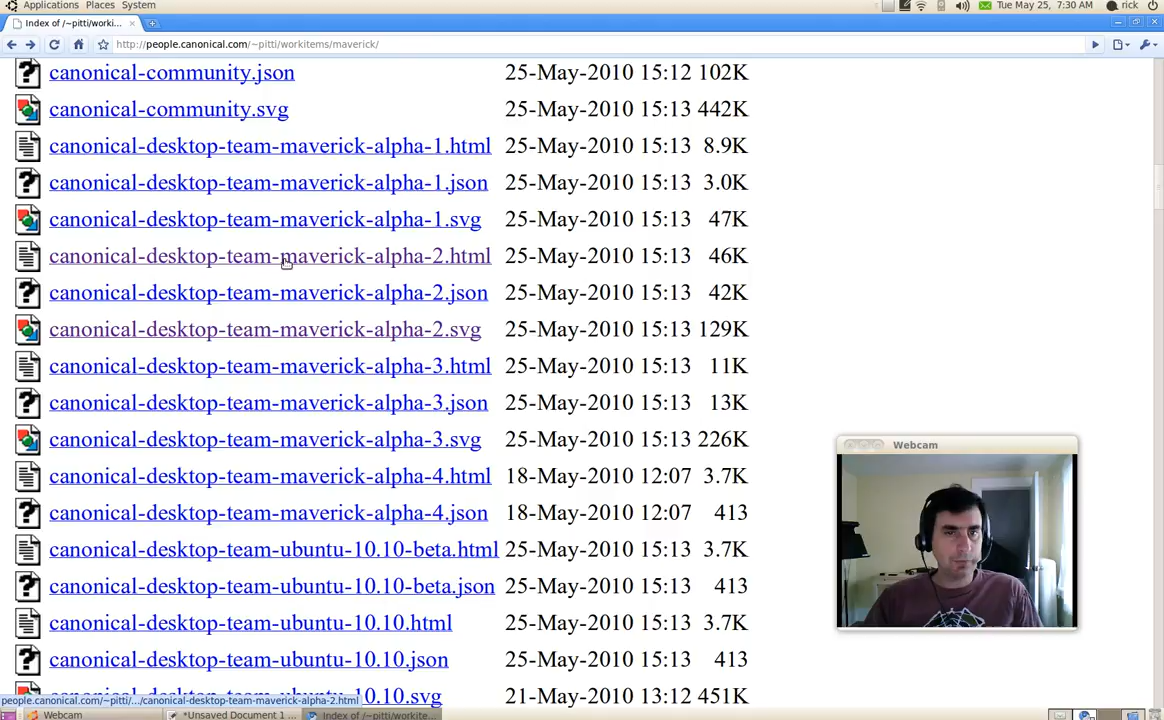 Applications Places System
Tue May 25, 7:30 AM rick
Index of /~pitti/worki...
http://people.canonical.com/~pitti/workitems/maverick/
canonical-community.json 25-May-2010 15:12 102K
canonical-community.svg 25-May-2010 15:13 442K
canonical-desktop-team-maverick-alpha-1.html 25-May-2010 15:13 8.9K
canonical-desktop-team-maverick-alpha-1.json 25-May-2010 15:13 3.0K
canonical-desktop-team-maverick-alpha-1.svg 25-May-2010 15:13 47K
canonical-desktop-team-maverick-alpha-2.html 25-May-2010 15:13 46K
canonical-desktop-team-maverick-alpha-2.json 25-May-2010 15:13 42K
canonical-desktop-team-maverick-alpha-2.svg 25-May-2010 15:13 129K
canonical-desktop-team-maverick-alpha-3.html 25-May-2010 15:13 11K
canonical-desktop-team-maverick-alpha-3.json 25-May-2010 15:13 13K
canonical-desktop-team-maverick-alpha-3.svg 25-May-2010 15:13 226K
Webcam
canonical-desktop-team-maverick-alpha-4.html 18-May-2010 12:07 3.7K
canonical-desktop-team-maverick-alpha-4.json 18-May-2010 12:07 413
canonical-desktop-team-ubuntu-10.10-beta.html 25-May-2010 15:13 3.7K
canonical-desktop-team-ubuntu-10.10-beta.json 25-May-2010 15:13 413
canonical-desktop-team-ubuntu-10.10.html 25-May-2010 15:13 3.7K
canonical-desktop-team-ubuntu-10.10.json 25-May-2010 15:13 413
10.10.svg 21-May-2010 13:12 451K
people.canonical.com/~pitti/.../canonical-desktop-team-maverick-alpha-2.html
Webcam *Unsaved Document 1 ... Index of /~pitti/workite...